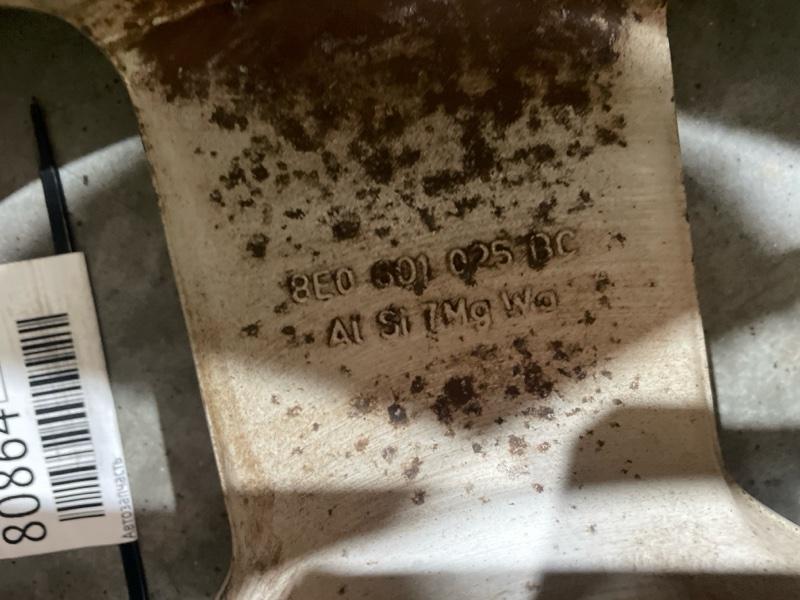 8E0 601 025 BC
Al Si 7Mg Wa
80864
Автозапчасть